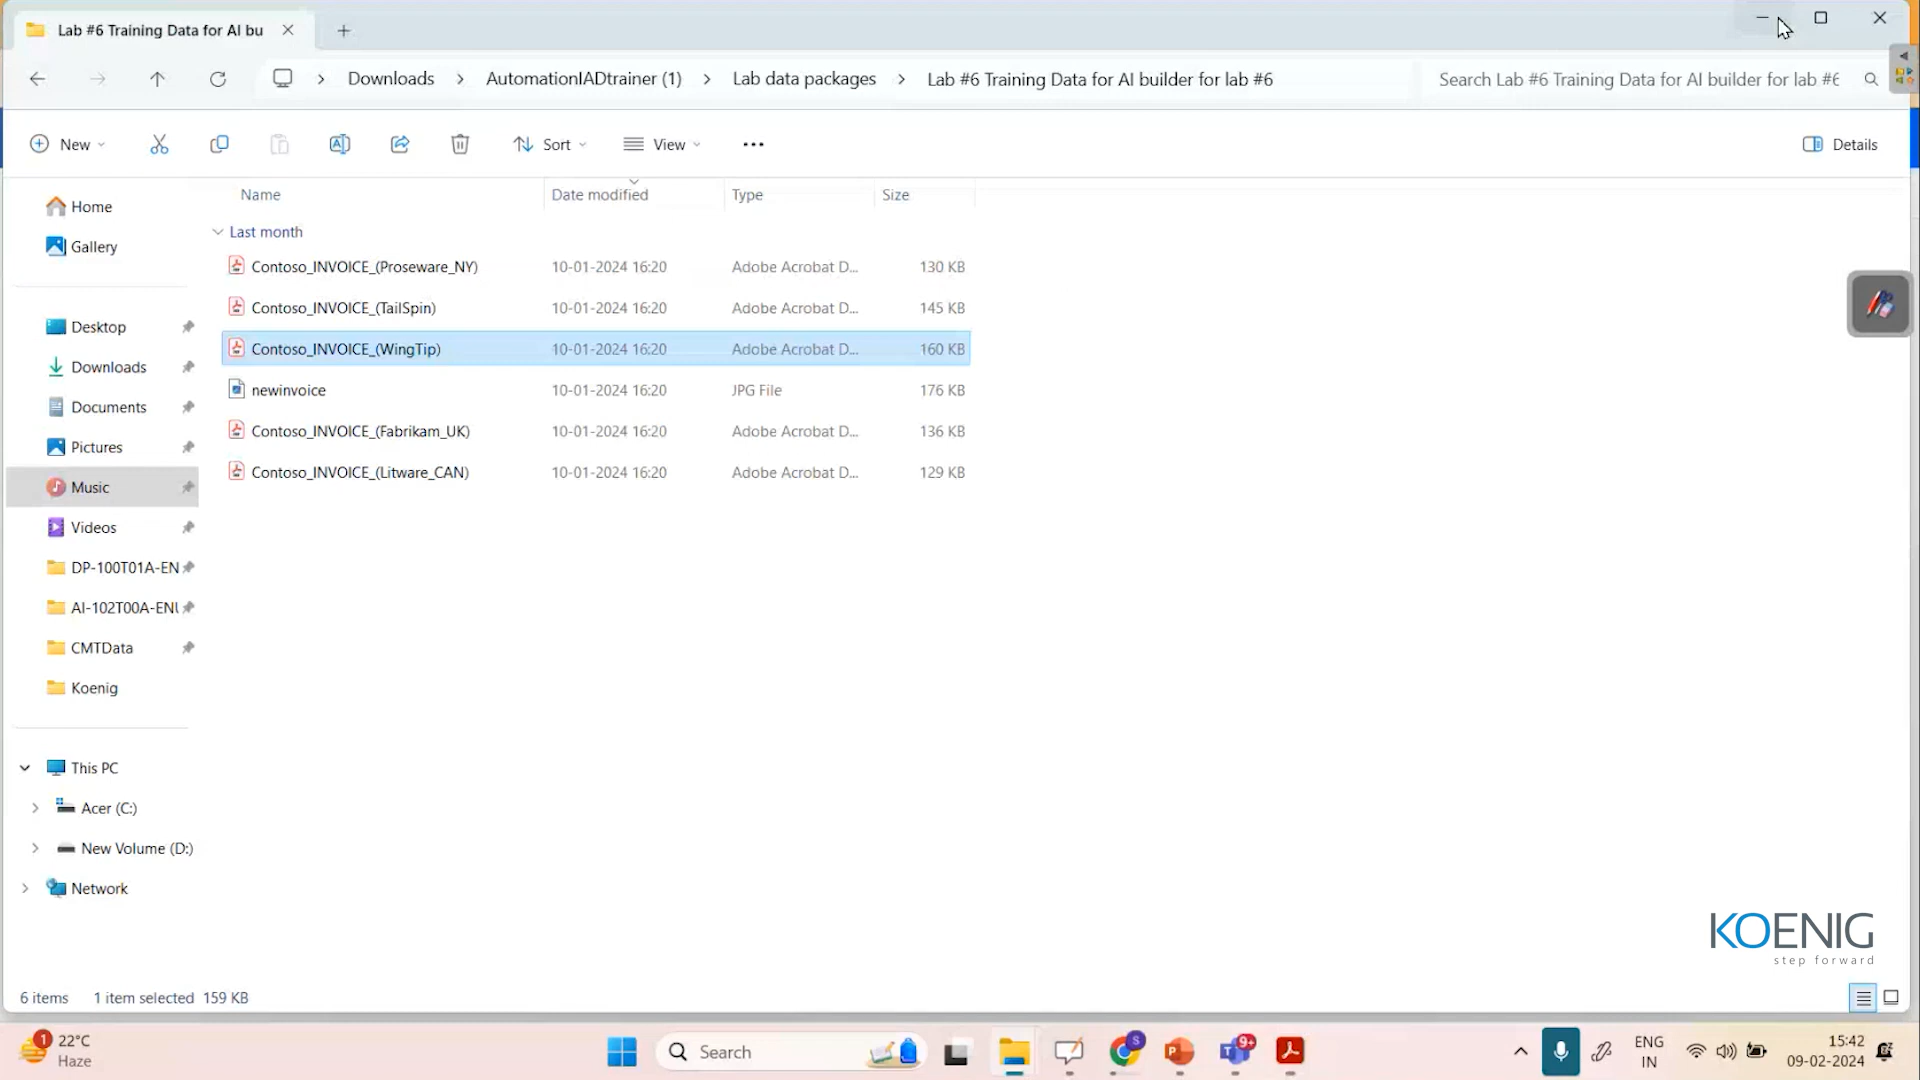 Lab #6 Training Data for AI bu
Downloads
AutomationIADtrainer (1)
Lab data packages
Lab #6 Training Data for AI builder for lab #6
Search Lab #6 Training Data for AI builder for lab #6
New
Sort
View
Details
Name
Date modified
Type
Size
Last month
Contoso_INVOICE_(Proseware_NY) 10-01-2024 16:20 Adobe Acrobat D... 130 KB
Contoso_INVOICE_(TailSpin) 10-01-2024 16:20 Adobe Acrobat D... 145 KB
Contoso_INVOICE_(WingTip) 10-01-2024 16:20 Adobe Acrobat D... 160 KB
newinvoice 10-01-2024 16:20 JPG File 176 KB
Contoso_INVOICE_(Fabrikam_UK) 10-01-2024 16:20 Adobe Acrobat D... 136 KB
Contoso_INVOICE_(Litware_CAN) 10-01-2024 16:20 Adobe Acrobat D... 129 KB
Home
Gallery
Desktop
Downloads
Documents
Pictures
Music
Videos
DP-100T01A-EN
AI-102T00A-ENU
CMTData
Koenig
This PC
Acer (C:)
New Volume (D:)
Network
KOENIG
step forward
6 items 1 item selected 159 KB
1
22°C
Haze
Search
S
9+
ENG
IN
15:42
09-02-2024